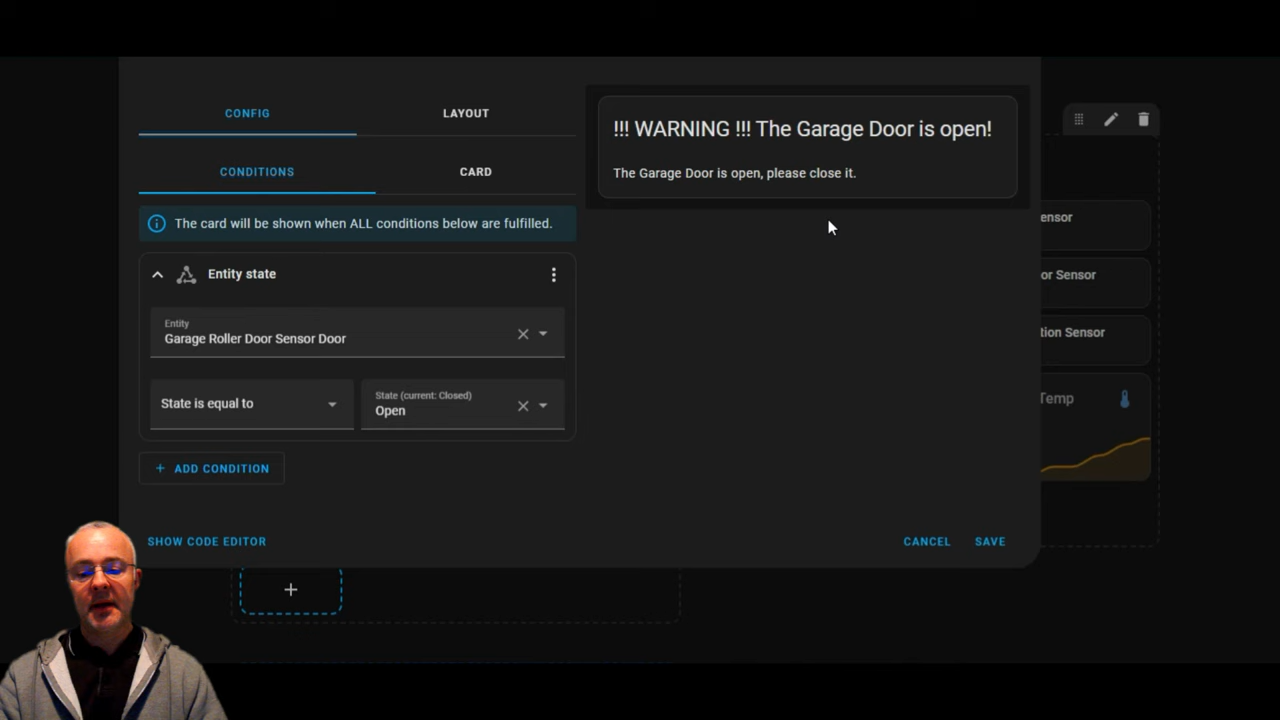 CONFIG
LAYOUT
CONDITIONS
CARD
The card will be shown when ALL conditions below are fulfilled.
Entity state
Entity
Garage Roller Door Sensor Door
State is equal to
State (current: Closed)
Open
ADD CONDITION
SHOW CODE EDITOR
CANCEL
SAVE
!!! WARNING !!! The Garage Door is open!
The Garage Door is open, please close it.
ensor
or Sensor
tion Sensor
Temp